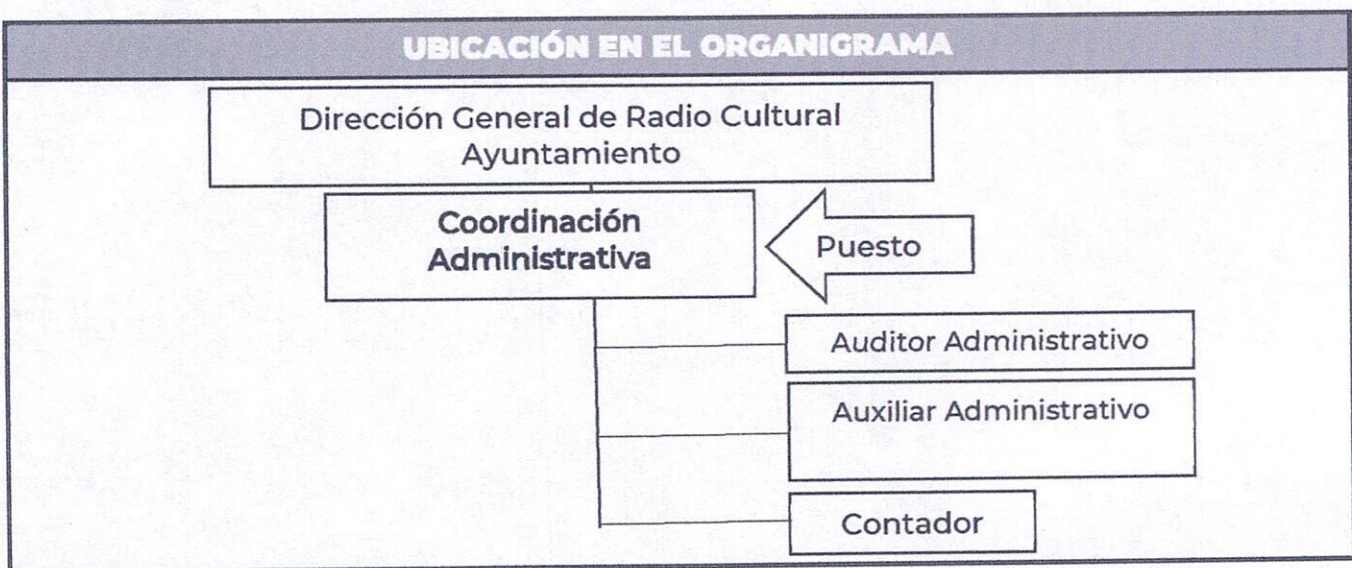 UBICACIÓN EN EL ORGANIGRAMA
Dirección General de Radio Cultural
Ayuntamiento
Coordinación
Administrativa
Puesto
Auditor Administrativo
Auxiliar Administrativo
Contador